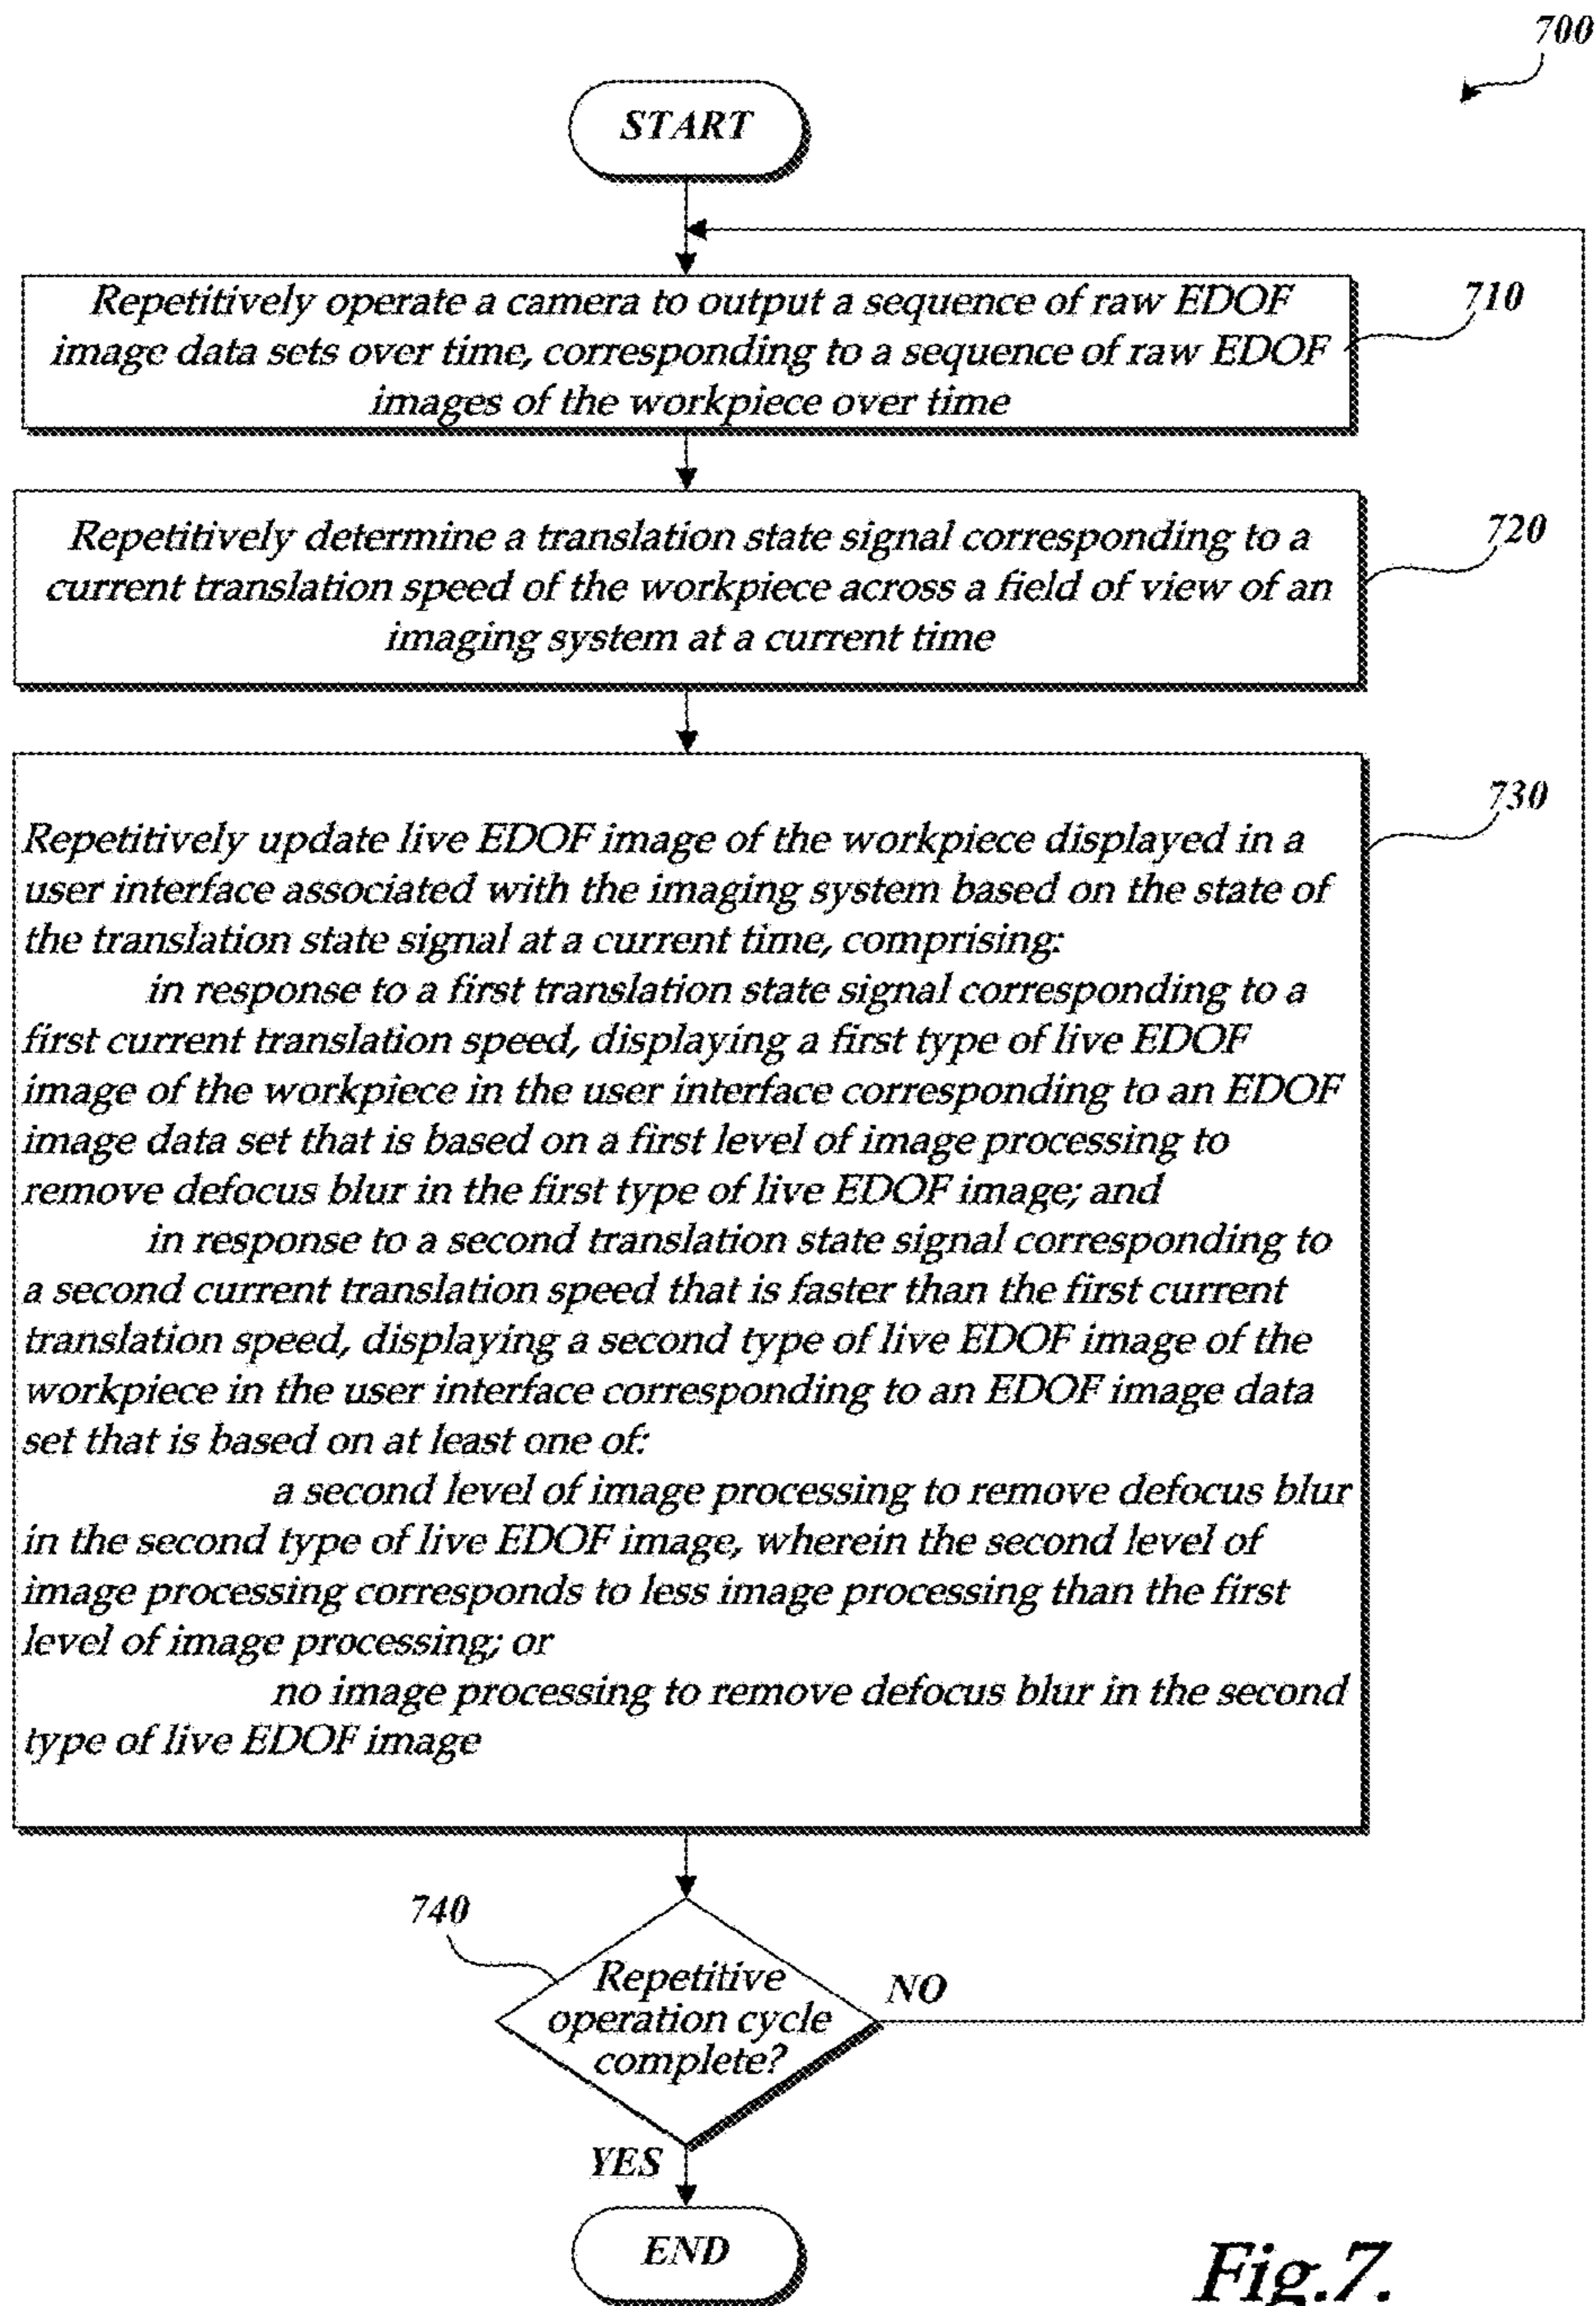 700
START
Repetitively operate a camera to output a sequence of raw EDOF
image data sets over time, corresponding to a sequence of raw EDOF
images of the workpiece over time
710
Repetitively determine a translation state signal corresponding to a
current translation speed of the workpiece across a field of view of an
imaging system at a current time
720
Repetitively update live EDOF image of the workpiece displayed in a
user interface associated with the imaging system based on the state of
the translation state signal at a current time, comprising:
in response to a first translation state signal corresponding to a
first current translation speed, displaying a first type of live EDOF
image of the workpiece in the user interface corresponding to an EDOF
image data set that is based on a first level of image processing to
remove defocus blur in the first type of live EDOF image; and
in response to a second translation state signal corresponding to
a second current translation speed that is faster than the first current
translation speed, displaying a second type of live EDOF image of the
workpiece in the user interface corresponding to an EDOF image data
set that is based on at least one of:
a second level of image processing to remove defocus blur
in the second type of live EDOF image, wherein the second level of
image processing corresponds to less image processing than the first
level of image processing; or
no image processing to remove defocus blur in the second
type of live EDOF image
730
740
Repetitive
operation cycle
complete?
NO
YES
END
Fig.7.